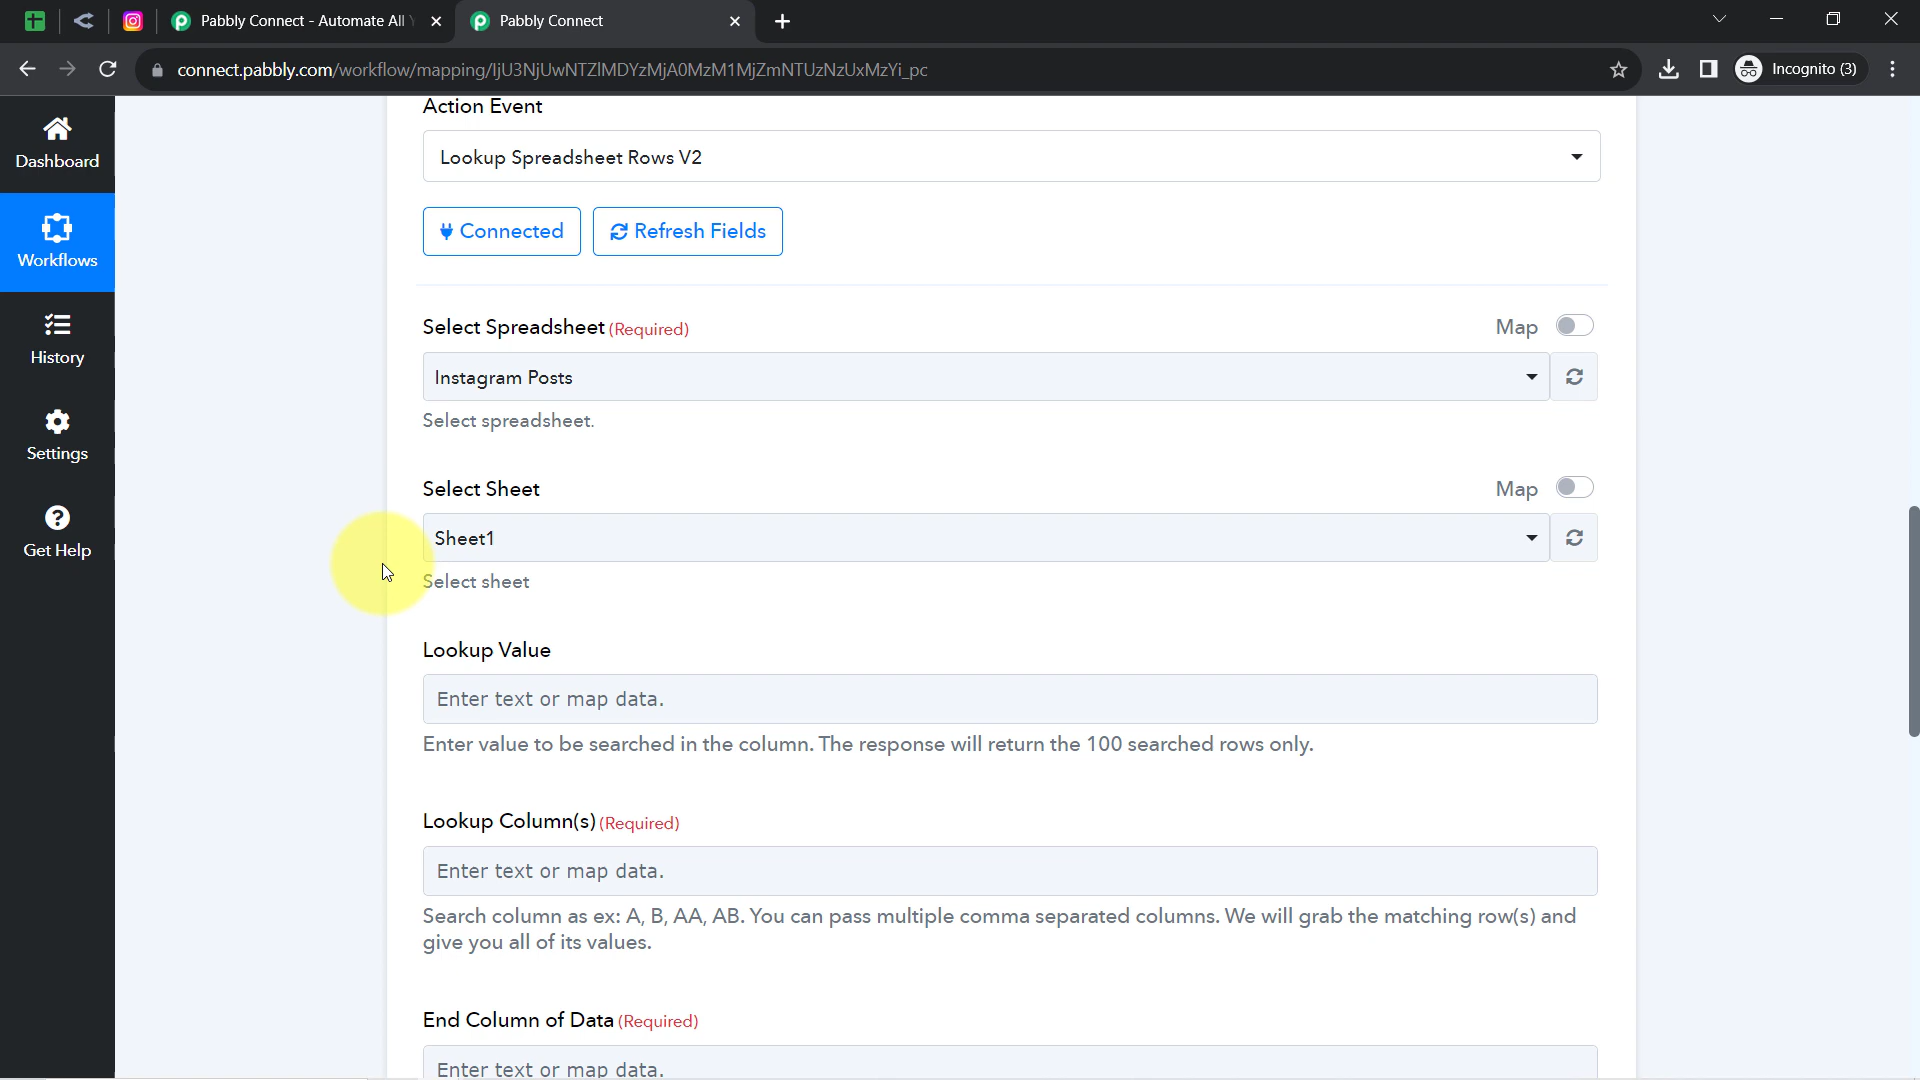 Pabbly Connect - Automate All Y
Pabbly Connect
connect.pabbly.com/workflow/mapping/IjU3NjUwNTZlMDYzMjA0MzM1MjZmNTUzNzUxMzYi_pc
Incognito (3)
Dashboard
Workflows
History
Settings
Get Help
Action Event
Lookup Spreadsheet Rows V2
Connected
Refresh Fields
Select Spreadsheet (Required)
Map
Instagram Posts
Select spreadsheet.
Select Sheet
Map
Sheet1
Select sheet
Lookup Value
Enter text or map data.
Enter value to be searched in the column. The response will return the 100 searched rows only.
Lookup Column(s) (Required)
Enter text or map data.
Search column as ex: A, B, AA, AB. You can pass multiple comma separated columns. We will grab the matching row(s) and
give you all of its values.
End Column of Data (Required)
Enter text or map data.